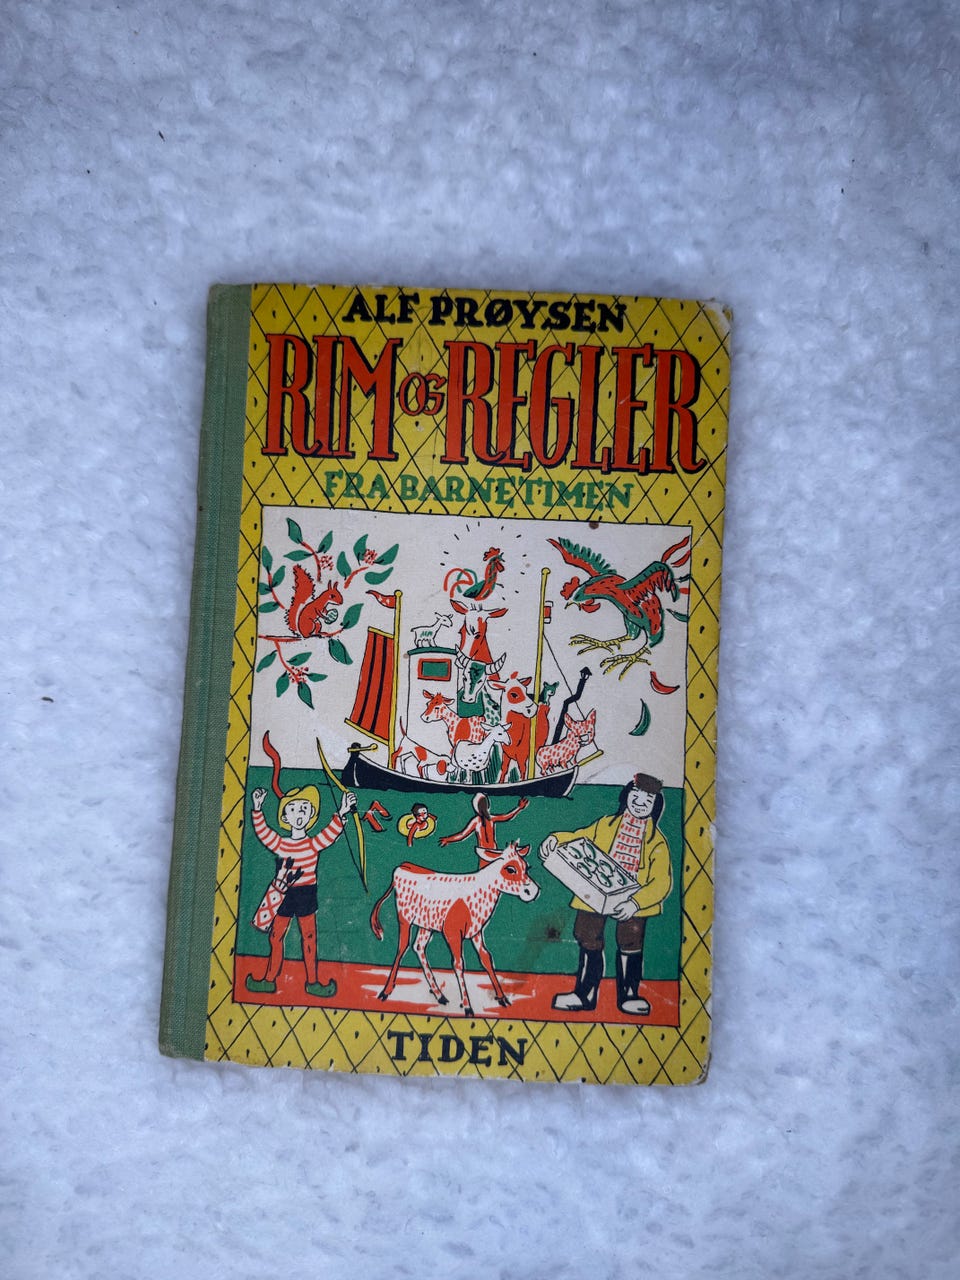 ALF PRØYSEN
RIM OG REGLER
FRA BARNETIMEN
TIDEN